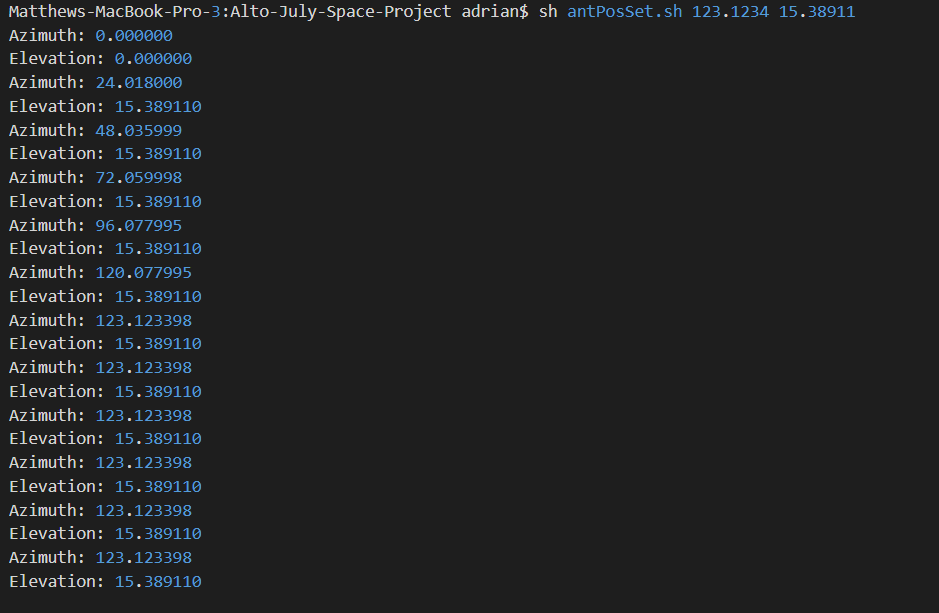 Matthews-MacBook-Pro-3:Alto-July-Space-Project adrian$ sh antPosSet.sh 123.1234 15.38911
Azimuth: 0.000000
Elevation: 0.000000
Azimuth: 24.018000
Elevation: 15.389110
Azimuth: 48.035999
Elevation: 15.389110
Azimuth: 72.059998
Elevation: 15.389110
Azimuth: 96.077995
Elevation: 15.389110
Azimuth: 120.077995
Elevation: 15.389110
Azimuth: 123.123398
Elevation: 15.389110
Azimuth: 123.123398
Elevation: 15.389110
Azimuth: 123.123398
Elevation: 15.389110
Azimuth: 123.123398
Elevation: 15.389110
Azimuth: 123.123398
Elevation: 15.389110
Azimuth: 123.123398
Elevation: 15.389110